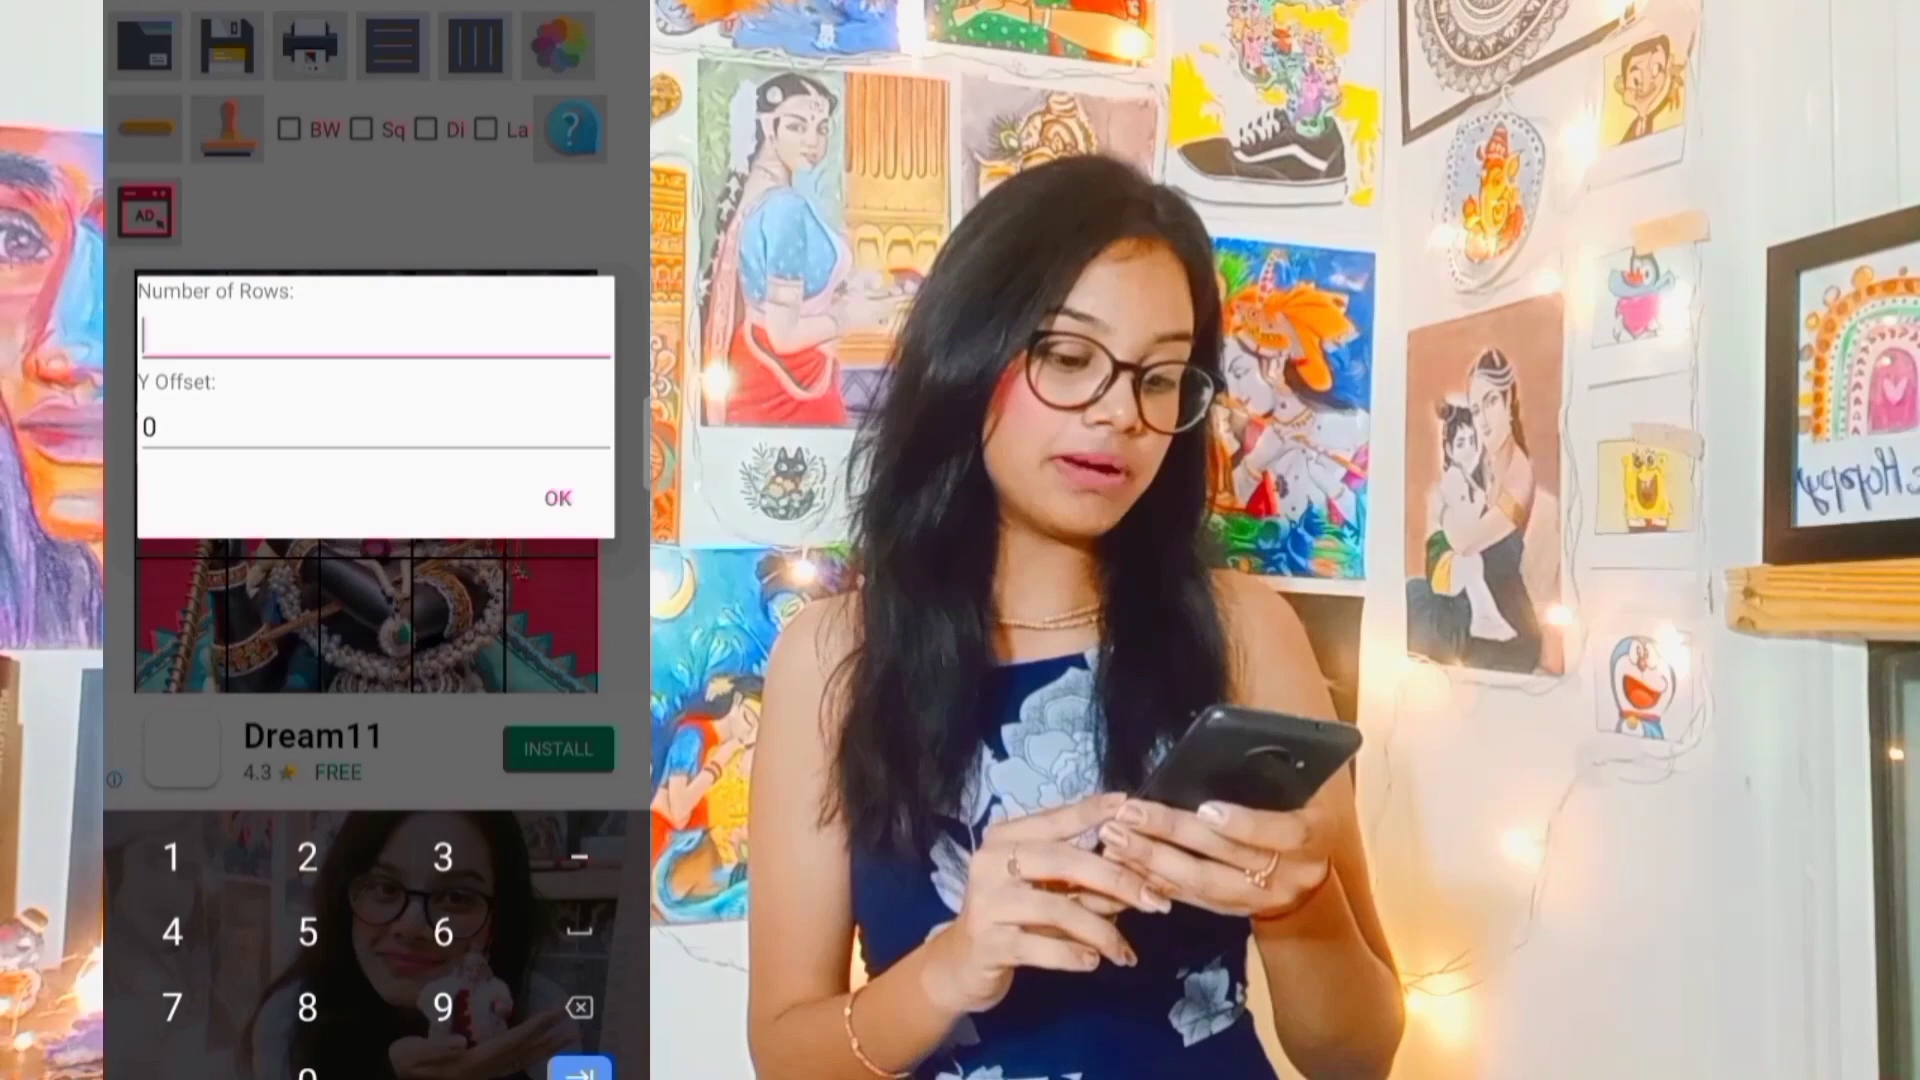 BW Sq Di La ?
AD
Number of Rows:
Y Offset:
0
OK
Dream11
4.3 ★ FREE
INSTALL
1 2 3 -
4 5 6
7 8 9